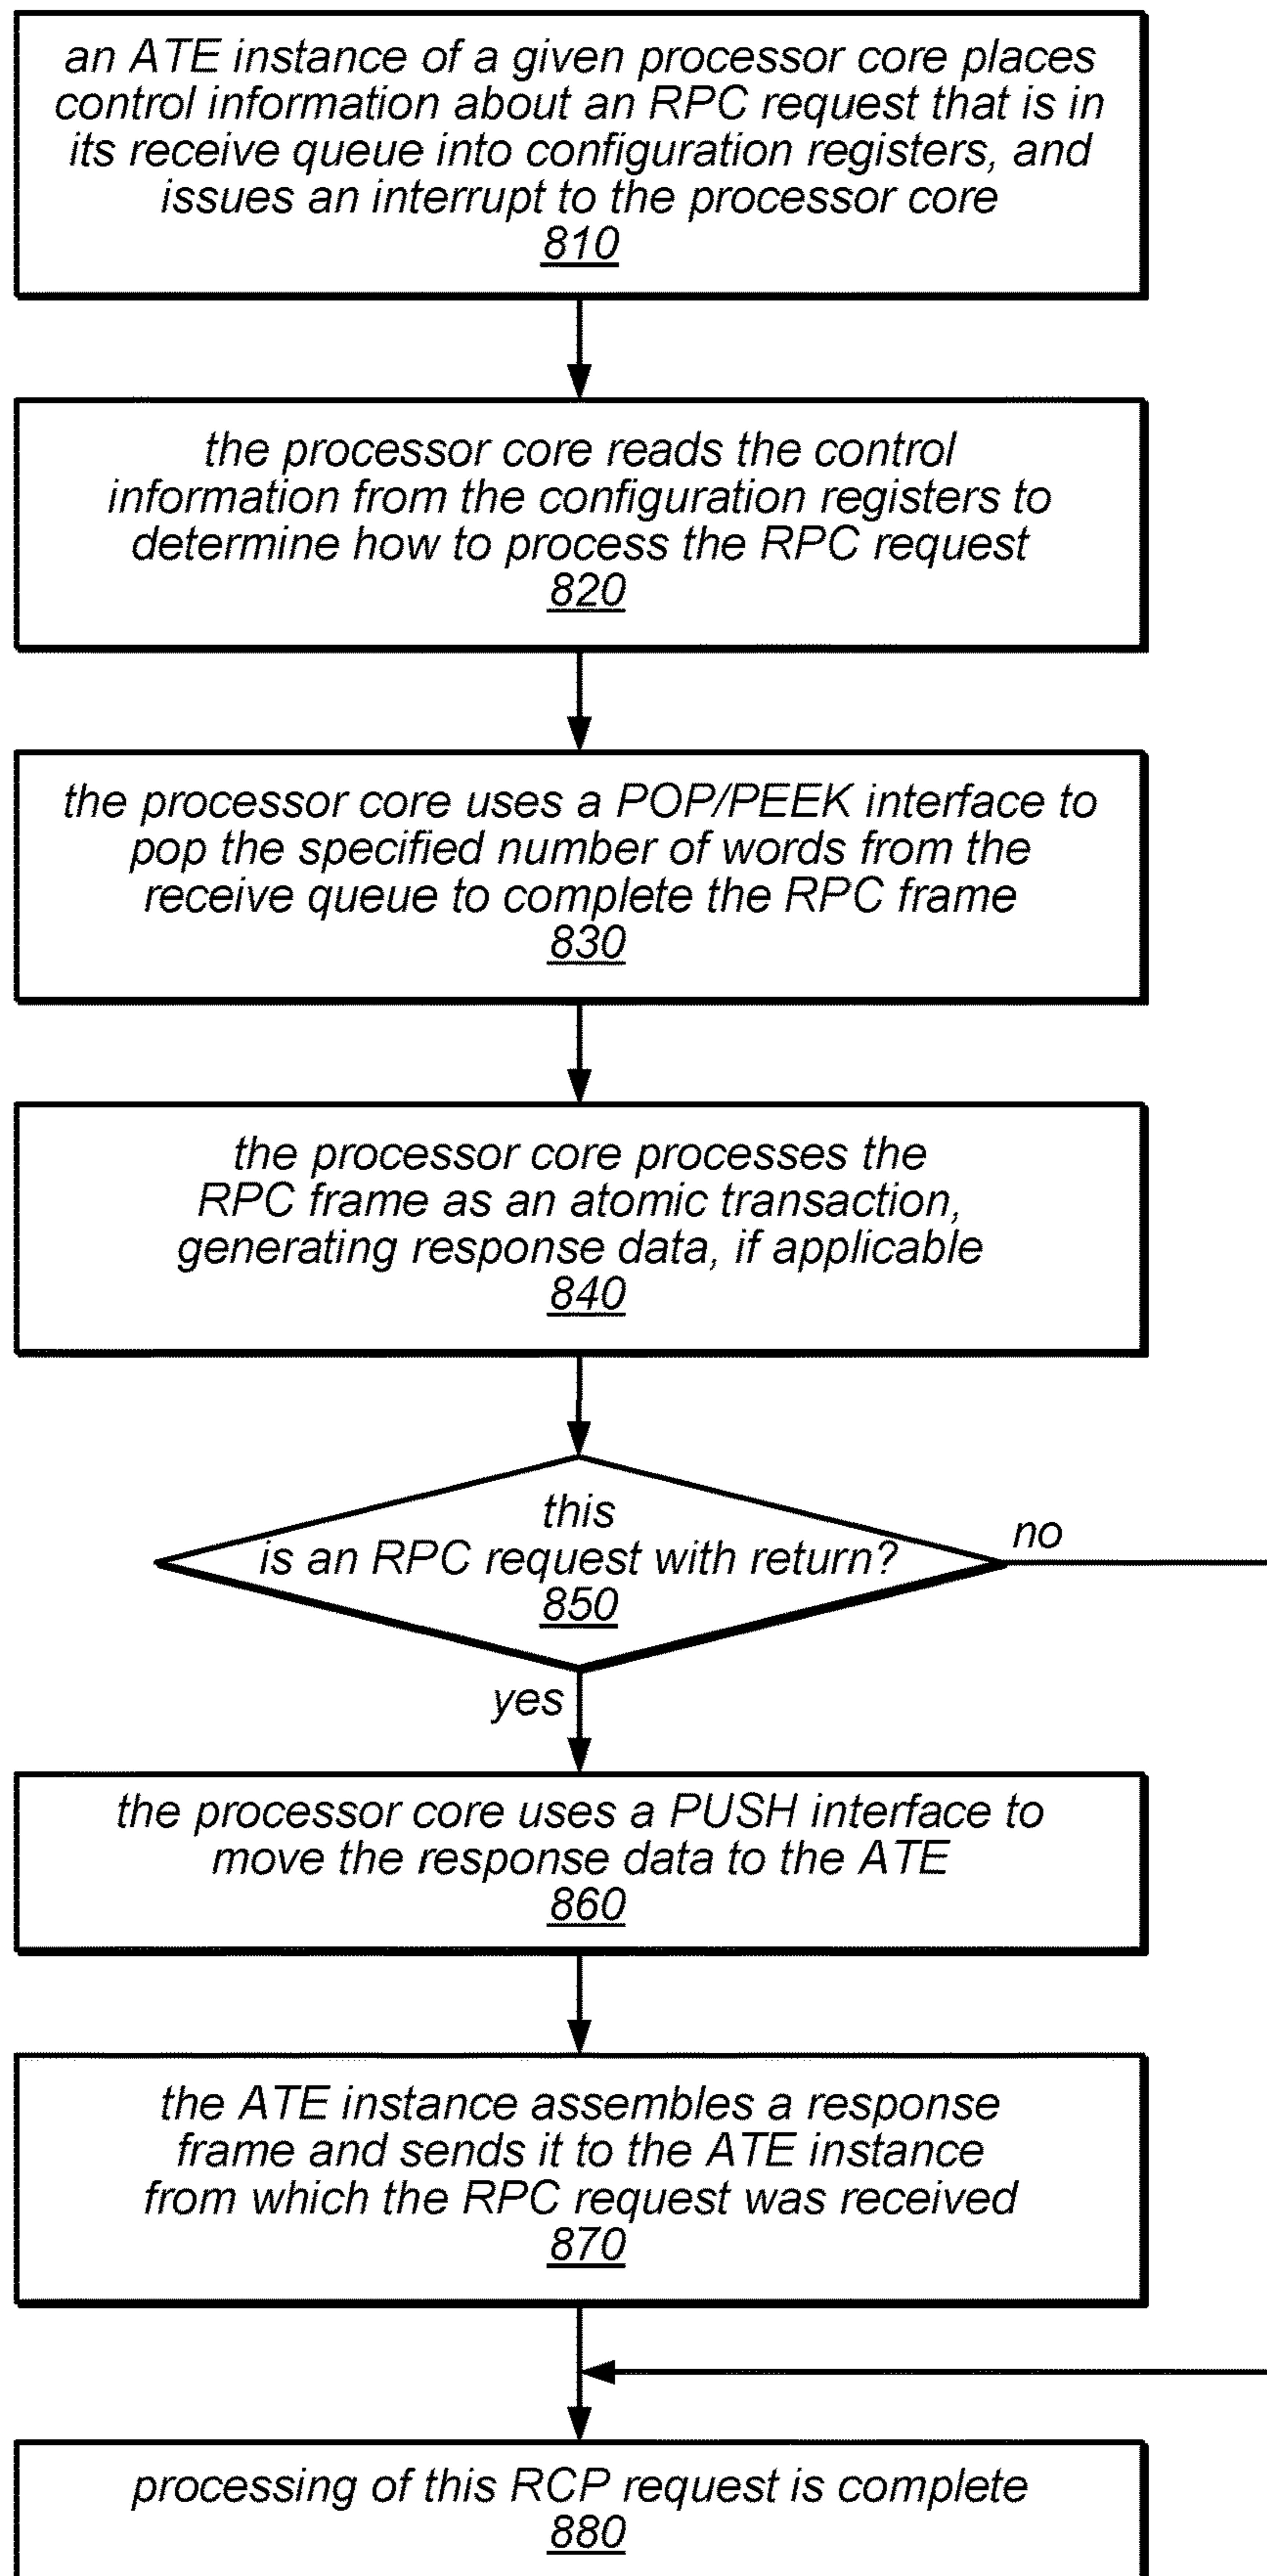 an ATE instance of a given processor core places
control information about an RPC request that is in
its receive queue into configuration registers, and
issues an interrupt to the processor core
810
the processor core reads the control
information from the configuration registers to
determine how to process the RPC request
820
the processor core uses a POP/PEEK interface to
pop the specified number of words from the
receive queue to complete the RPC frame
830
the processor core processes the
RPC frame as an atomic transaction,
generating response data, if applicable
840
this
is an RPC request with return?
850
no
yes
the processor core uses a PUSH interface to
move the response data to the ATE
860
the ATE instance assembles a response
frame and sends it to the ATE instance
from which the RPC request was received
870
processing of this RCP request is complete
880